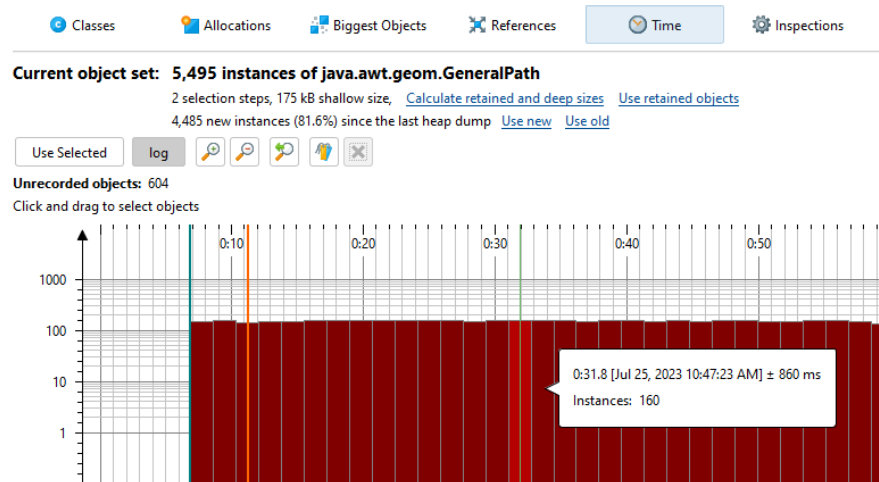 Classes Allocations Biggest Objects References Time Inspections
Current object set: 5,495 instances of java.awt.geom.GeneralPath
2 selection steps, 175 kB shallow size, Calculate retained and deep sizes Use retained objects
4,485 new instances (81.6%) since the last heap dump Use new Use old
Use Selected log
Unrecorded objects: 604
Click and drag to select objects
0:10 0:20 0:30 0:40 0:50
1000
100
10
1
0:31.8 [Jul 25, 2023 10:47:23 AM] ± 860 ms
Instances: 160